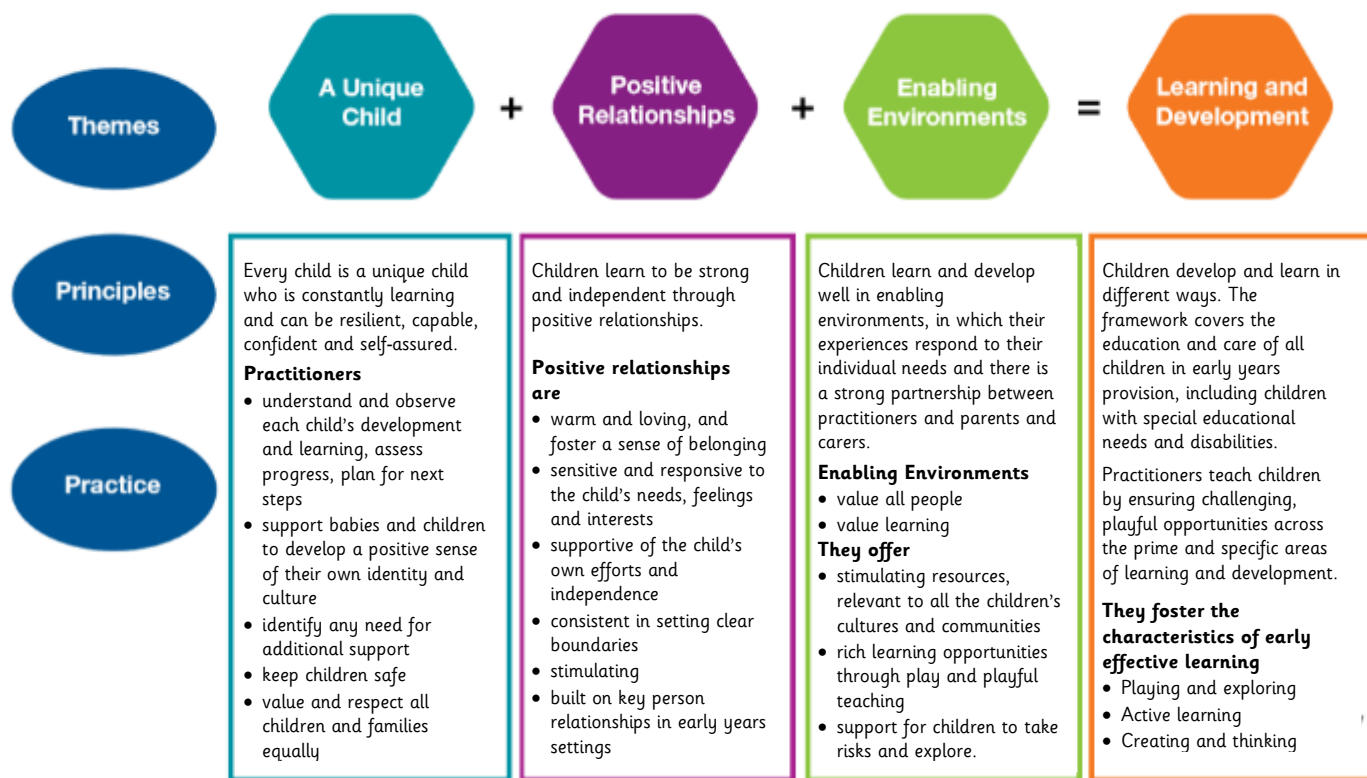 Themes
A Unique
Child
+
Positive
Relationships
+
Enabling
Environments
=
Learning and
Development
Principles
Practice
Every child is a unique child
who is constantly learning
and can be resilient, capable,
confident and self-assured.
Practitioners
• understand and observe
each child's development
and learning, assess
progress, plan for next
steps
• support babies and children
to develop a positive sense
of their own identity and
culture
• identify any need for
additional support
• keep children safe
• value and respect all
children and families
equally
Children learn to be strong
and independent through
positive relationships.
Positive relationships
are
• warm and loving, and
foster a sense of belonging
• sensitive and responsive to
the child's needs, feelings
and interests
• supportive of the child's
own efforts and
independence
• consistent in setting clear
boundaries
• stimulating
• built on key person
relationships in early years
settings
Children learn and develop
well in enabling
environments, in which their
experiences respond to their
individual needs and there is
a strong partnership between
practitioners and parents and
carers.
Enabling Environments
• value all people
• value learning
They offer
• stimulating resources,
relevant to all the children's
cultures and communities
• rich learning opportunities
through play and playful
teaching
• support for children to take
risks and explore.
Children develop and learn in
different ways. The
framework covers the
education and care of all
children in early years
provision, including children
with special educational
needs and disabilities.
Practitioners teach children
by ensuring challenging,
playful opportunities across
the prime and specific areas
of learning and development.
They foster the
characteristics of early
effective learning
• Playing and exploring
• Active learning
• Creating and thinking